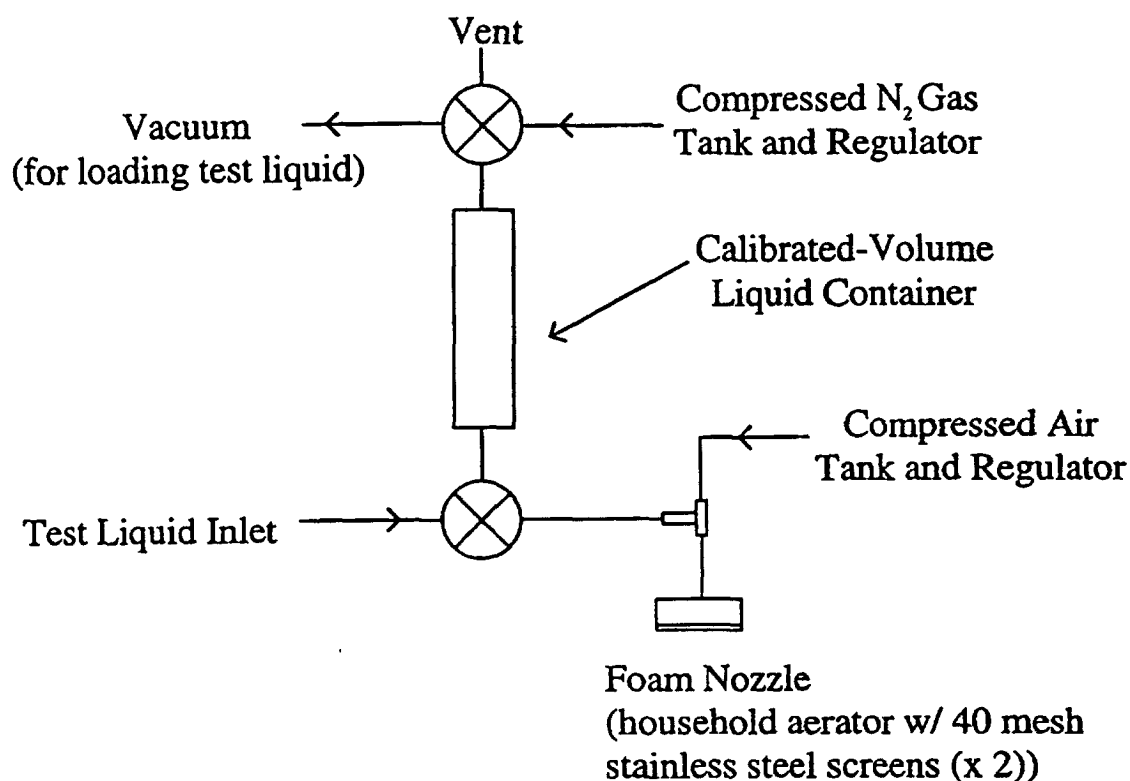 Vent
Vacuum
(for loading test liquid)
Compressed N₂ Gas
Tank and Regulator
Calibrated-Volume
Liquid Container
Compressed Air
Tank and Regulator
Test Liquid Inlet
Foam Nozzle
(household aerator w/ 40 mesh
stainless steel screens (x 2))